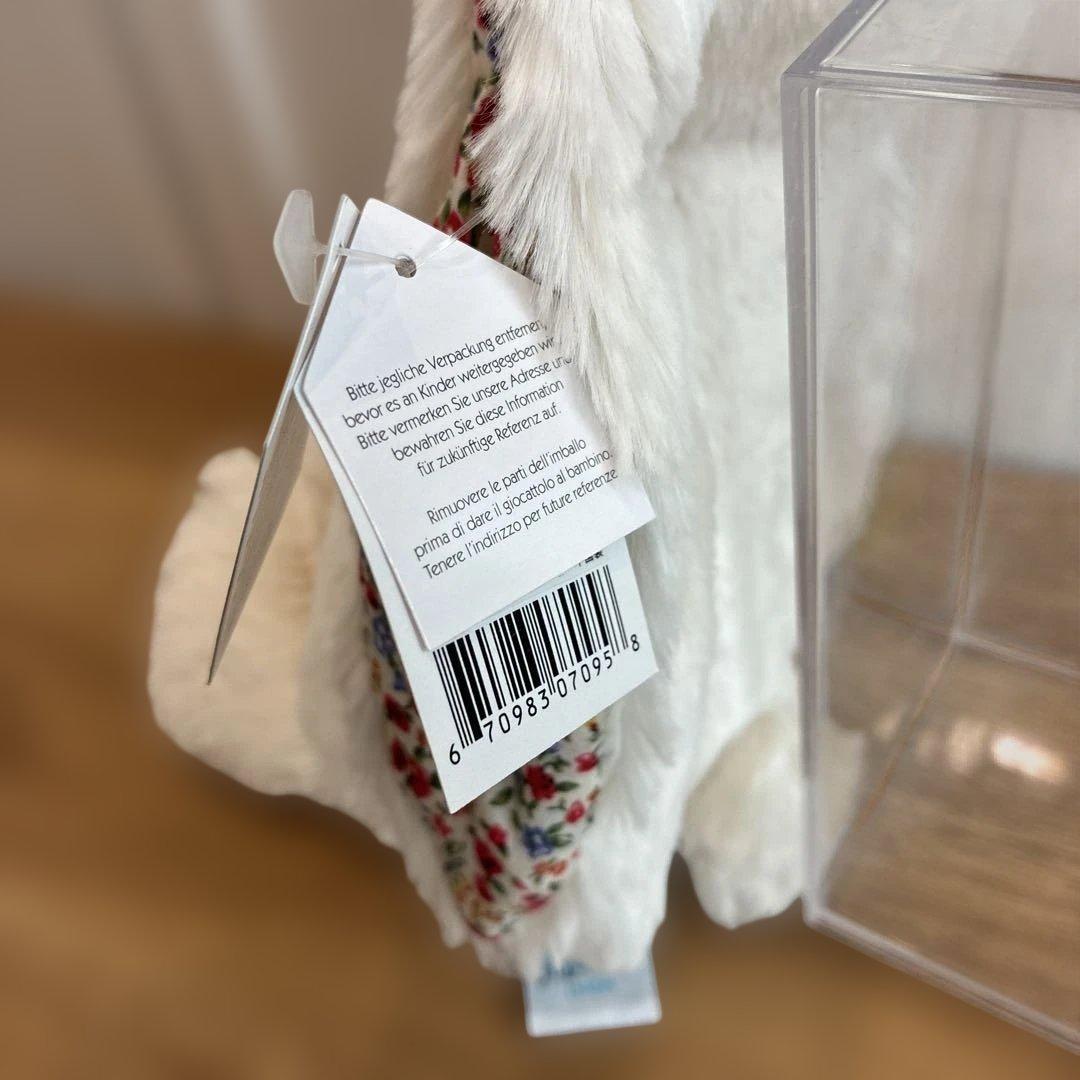 Bitte jegliche Verpackung entfernen,
bevor es an Kinder weitergegeben wird
Bitte vermerken Sie unsere Adresse und
bewahren Sie diese Information
für zukünftige Referenz auf.
Rimuovere le parti dell'imballo
prima di dare il giocattolo al bambino.
Tenere l'indirizzo per future referenze
6 70983 07095 8